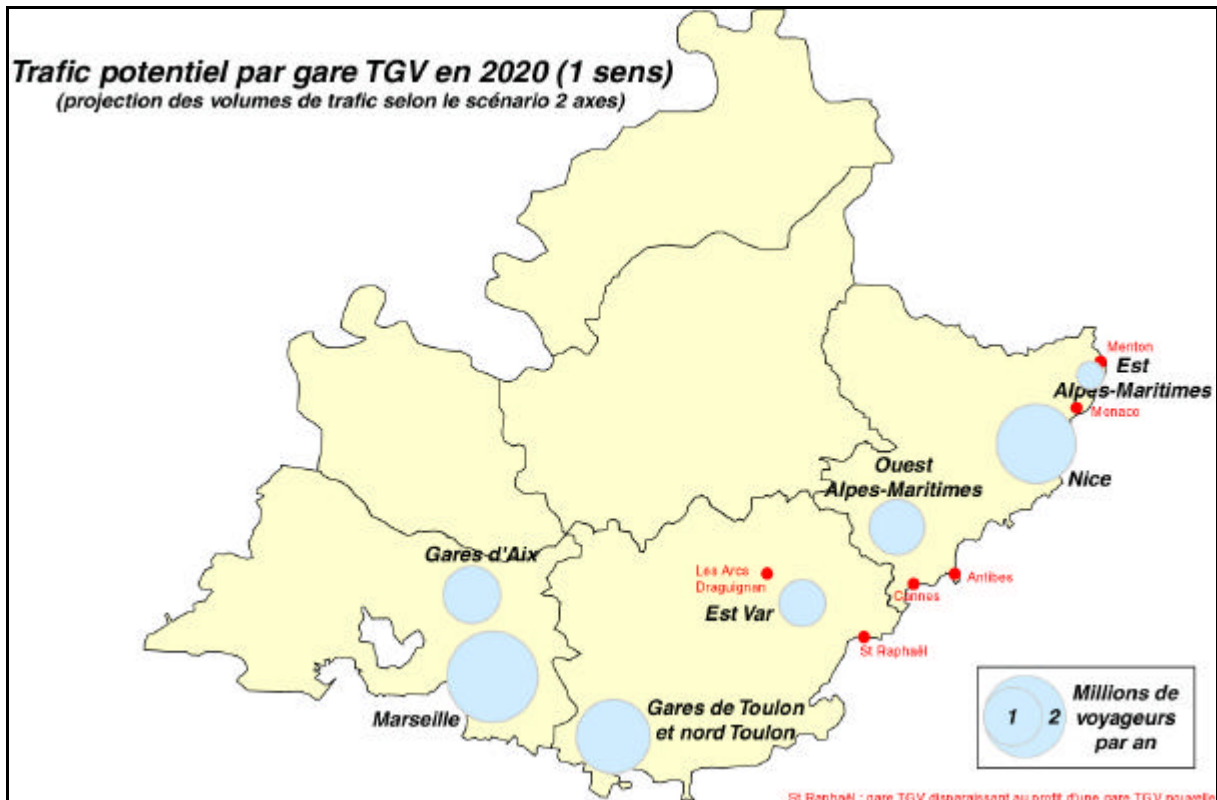 Trafic potentiel par gare TGV en 2020 (1 sens)
(projection des volumes de trafic selon le scénario 2 axes)
Menton
Est
Alpes-Maritimes
Monaco
Nice
Ouest
Alpes-Maritimes
Antibes
Cannes
Gares d'Aix
Les Arcs
Draguignan
Est Var
St Raphaël
Marseille
Gares de Toulon
et nord Toulon
1 2
Millions de
voyageurs
par an
St Raphaël : gare TGV disparaissant au profit d'une gare TGV nouvelle